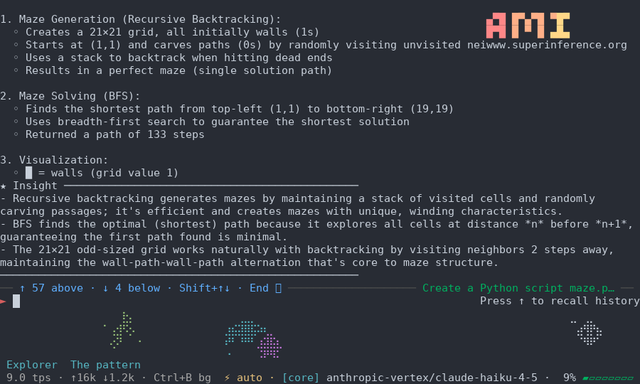 AMI
1. Maze Generation (Recursive Backtracking):
◦ Creates a 21×21 grid, all initially walls (1s)
◦ Starts at (1,1) and carves paths (0s) by randomly visiting unvisited neiwww.superinference.org
◦ Uses a stack to backtrack when hitting dead ends
◦ Results in a perfect maze (single solution path)
2. Maze Solving (BFS):
◦ Finds the shortest path from top-left (1,1) to bottom-right (19,19)
◦ Uses breadth-first search to guarantee the shortest solution
◦ Returned a path of 133 steps
3. Visualization:
◦ █ = walls (grid value 1)
★ Insight
- Recursive backtracking generates mazes by maintaining a stack of visited cells and randomly
carving passages; it's efficient and creates mazes with unique, winding characteristics.
- BFS finds the optimal (shortest) path because it explores all cells at distance *n* before *n+1*,
guaranteeing the first path found is minimal.
- The 21×21 odd-sized grid works naturally with backtracking by visiting neighbors 2 steps away,
maintaining the wall-path-wall-path alternation that's core to maze structure.
↑ 57 above · ↓ 4 below · Shift+↑↓ · End Create a Python script maze.p…
Press ↑ to recall history
Explorer The pattern
9.0 tps · ↑16k ↓1.2k · Ctrl+B bg ⚡ auto · [core] anthropic-vertex/claude-haiku-4-5 · 9%